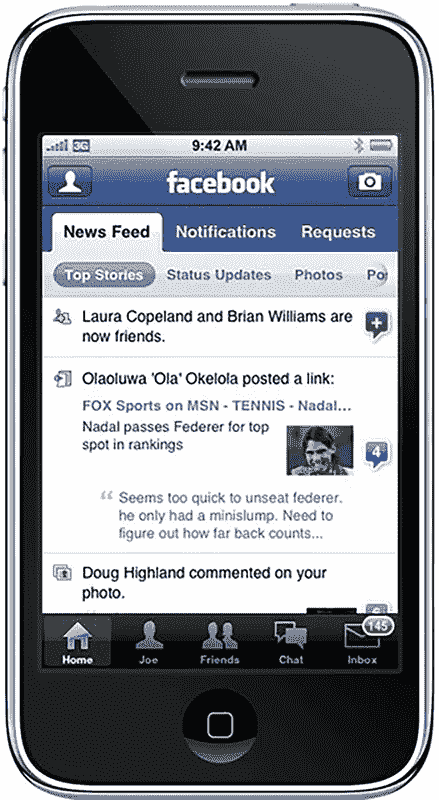 3G 9:42 AM
facebook
News Feed Notifications Requests
Top Stories Status Updates Photos Po
Laura Copeland and Brian Williams are
now friends.
Olaoluwa 'Ola' Okelola posted a link:
FOX Sports on MSN - TENNIS - Nadal...
Nadal passes Federer for top
spot in rankings
4
“ Seems too quick to unseat federer.
he only had a minislump. Need to
figure out how far back counts...
Doug Highland commented on your
photo.
145
Home Joe Friends Chat Inbox